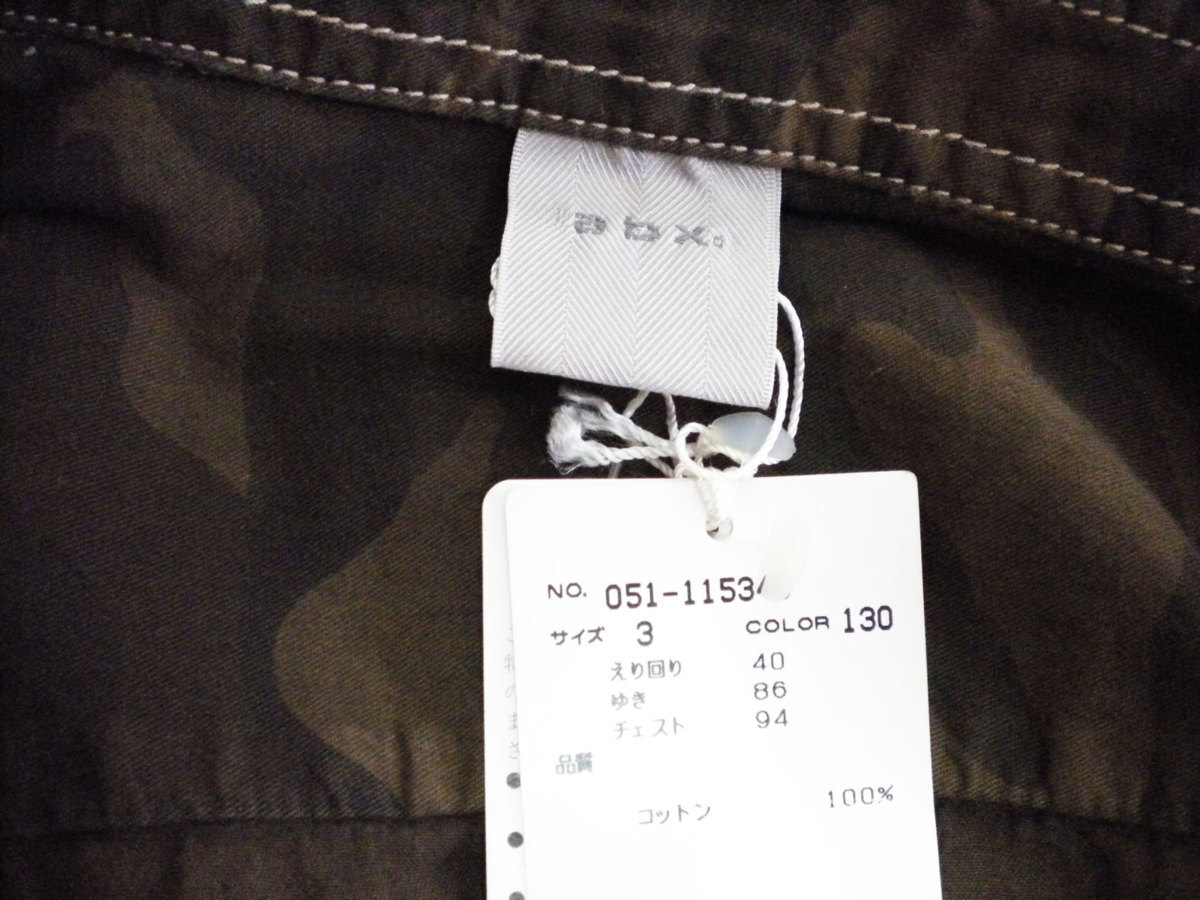 NO. 051-1153
サイズ 3 COLOR 130
えり回り 40
ゆき 86
チェスト 94
品質
コットン 100%